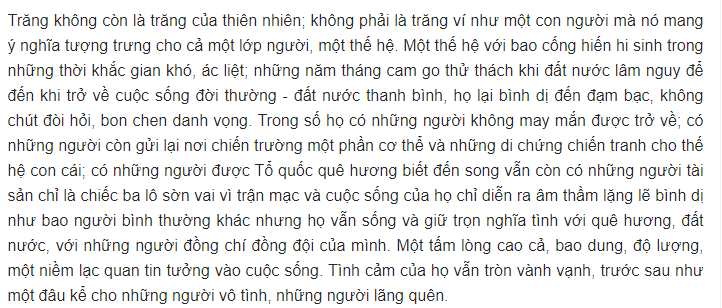 Trăng không còn là trăng của thiên nhiên; không phải là trăng ví như một con người mà nó mang
ý nghĩa tượng trưng cho cả một lớp người, một thế hệ. Một thế hệ với bao cống hiến hi sinh trong
những thời khắc gian khó, ác liệt; những năm tháng cam go thử thách khi đất nước lâm nguy để
đến khi trở về cuộc sống đời thường - đất nước thanh bình, họ lại bình dị đến đạm bạc, không
chút đòi hỏi, bon chen danh vọng. Trong số họ có những người không may mắn được trở về; có
những người còn gửi lại nơi chiến trường một phần cơ thể và những di chứng chiến tranh cho thế
hệ con cái; có những người được Tổ quốc quê hương biết đến song vẫn còn có những người tài
sản chỉ là chiếc ba lô sờn vai vì trận mạc và cuộc sống của họ chỉ diễn ra âm thầm lặng lẽ bình dị
như bao người bình thường khác nhưng họ vẫn sống và giữ trọn nghĩa tình với quê hương, đất
nước, với những người đồng chí đồng đội của mình. Một tấm lòng cao cả, bao dung, độ lượng,
một niềm lạc quan tin tưởng vào cuộc sống. Tình cảm của họ vẫn tròn vành vạnh, trước sau như
một đâu kể cho những người vô tình, những người lãng quên.